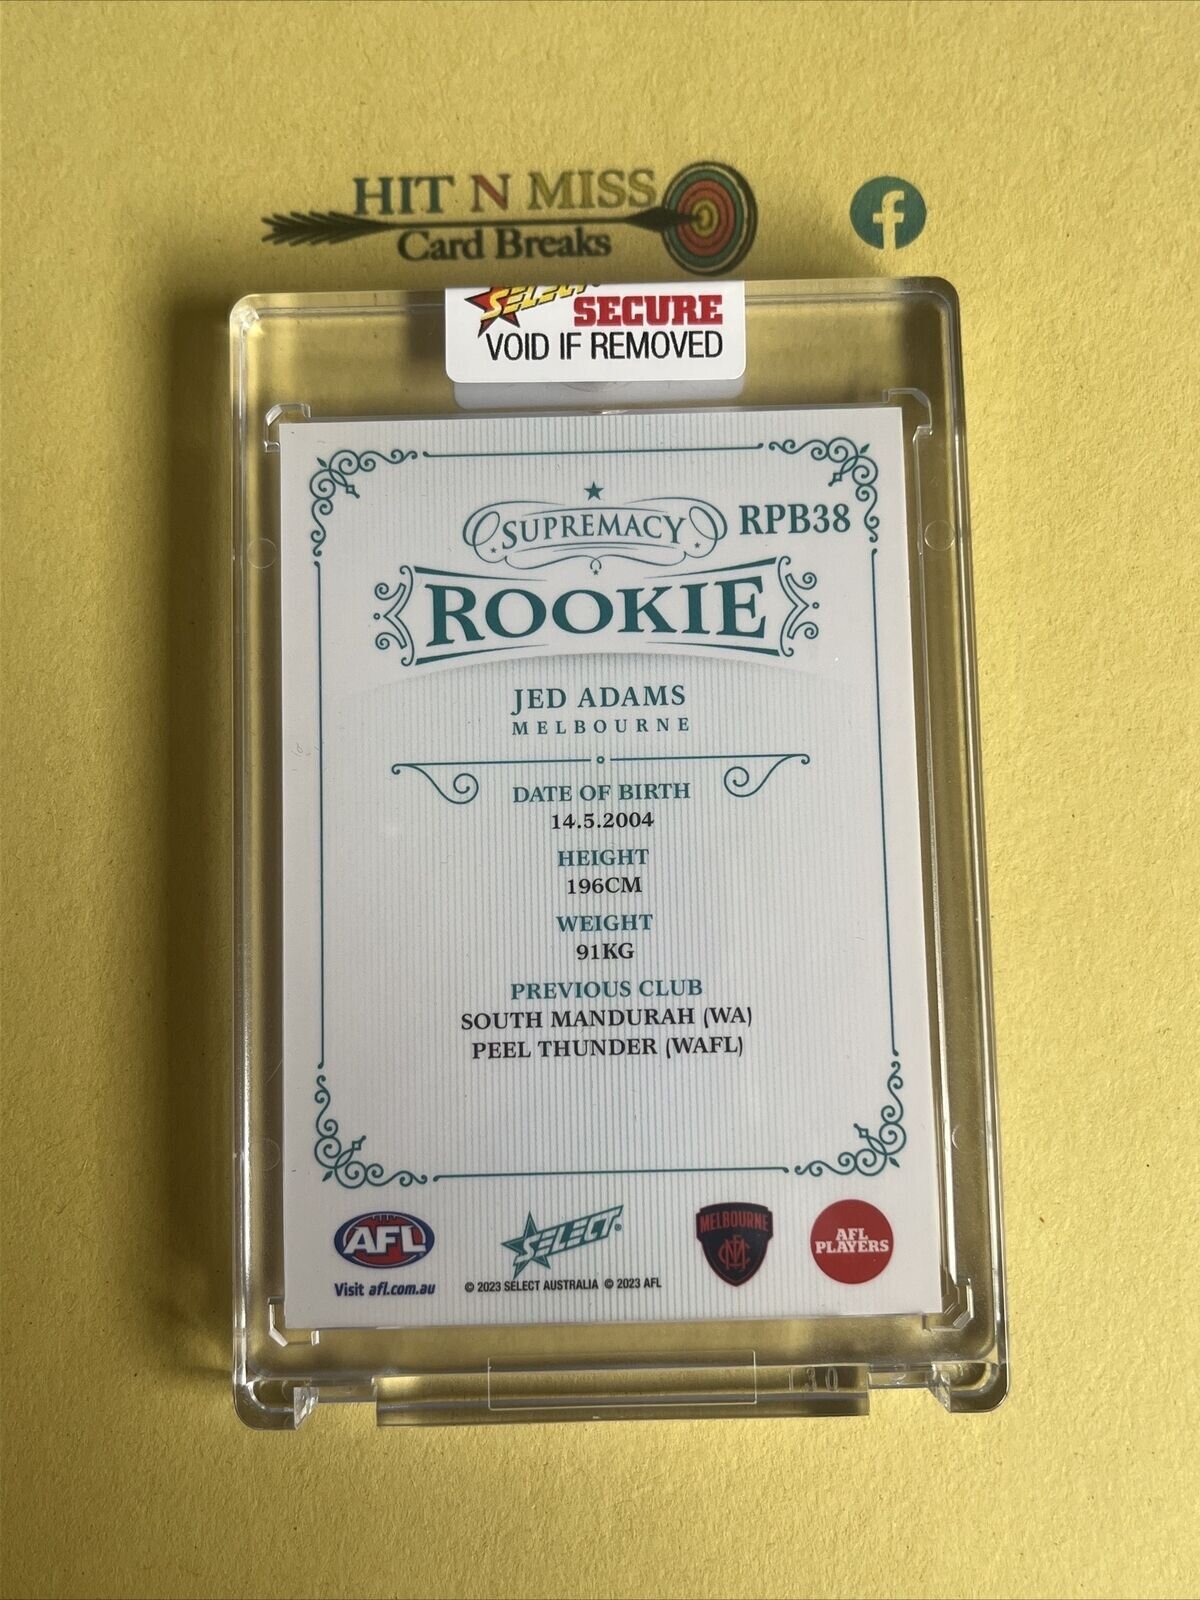 HIT N MISS
Card Breaks
f
SELECT
SECURE
VOID IF REMOVED
SUPREMACY
RPB38
ROOKIE
JED ADAMS
MELBOURNE
DATE OF BIRTH
14.5.2004
HEIGHT
196CM
WEIGHT
91KG
PREVIOUS CLUB
SOUTH MANDURAH (WA)
PEEL THUNDER (WAFL)
AFL
Visit afl.com.au
SELECT®
© 2023 SELECT AUSTRALIA © 2023 AFL
MELBOURNE
AFL
PLAYERS
130